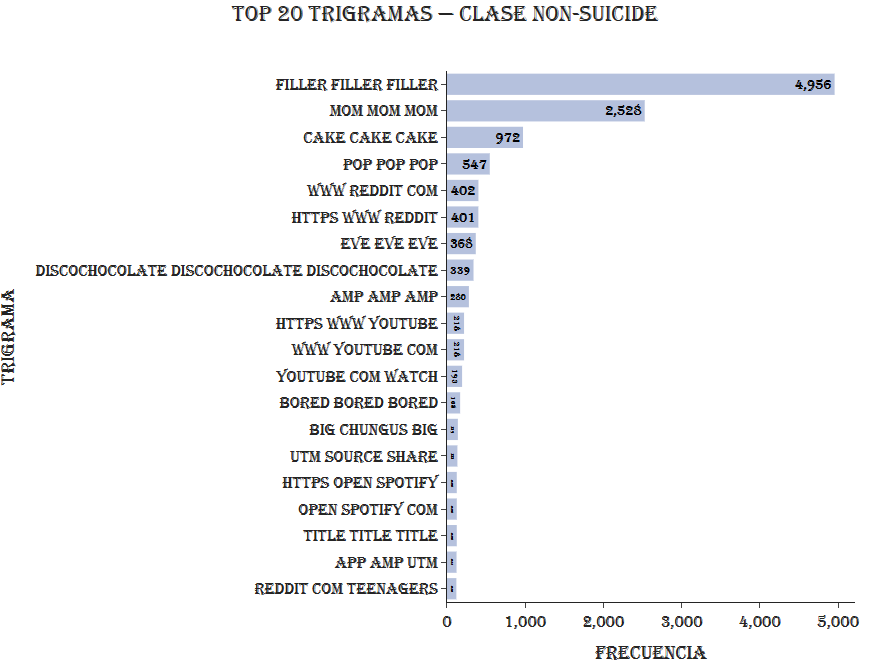 TOP 20 TRIGRAMAS — CLASE NON-SUICIDE
TRIGRAMA
FILLER FILLER FILLER 4,956
MOM MOM MOM 2,528
CAKE CAKE CAKE 972
POP POP POP 547
WWW REDDIT COM 402
HTTPS WWW REDDIT 401
EVE EVE EVE 368
DISCOCHOCOLATE DISCOCHOCOLATE DISCOCHOCOLATE 339
AMP AMP AMP 280
HTTPS WWW YOUTUBE 218
WWW YOUTUBE COM 218
YOUTUBE COM WATCH
BORED BORED BORED
BIG CHUNGUS BIG
UTM SOURCE SHARE
HTTPS OPEN SPOTIFY
OPEN SPOTIFY COM
TITLE TITLE TITLE
APP AMP UTM
REDDIT COM TEENAGERS
0 1,000 2,000 3,000 4,000 5,000
FRECUENCIA